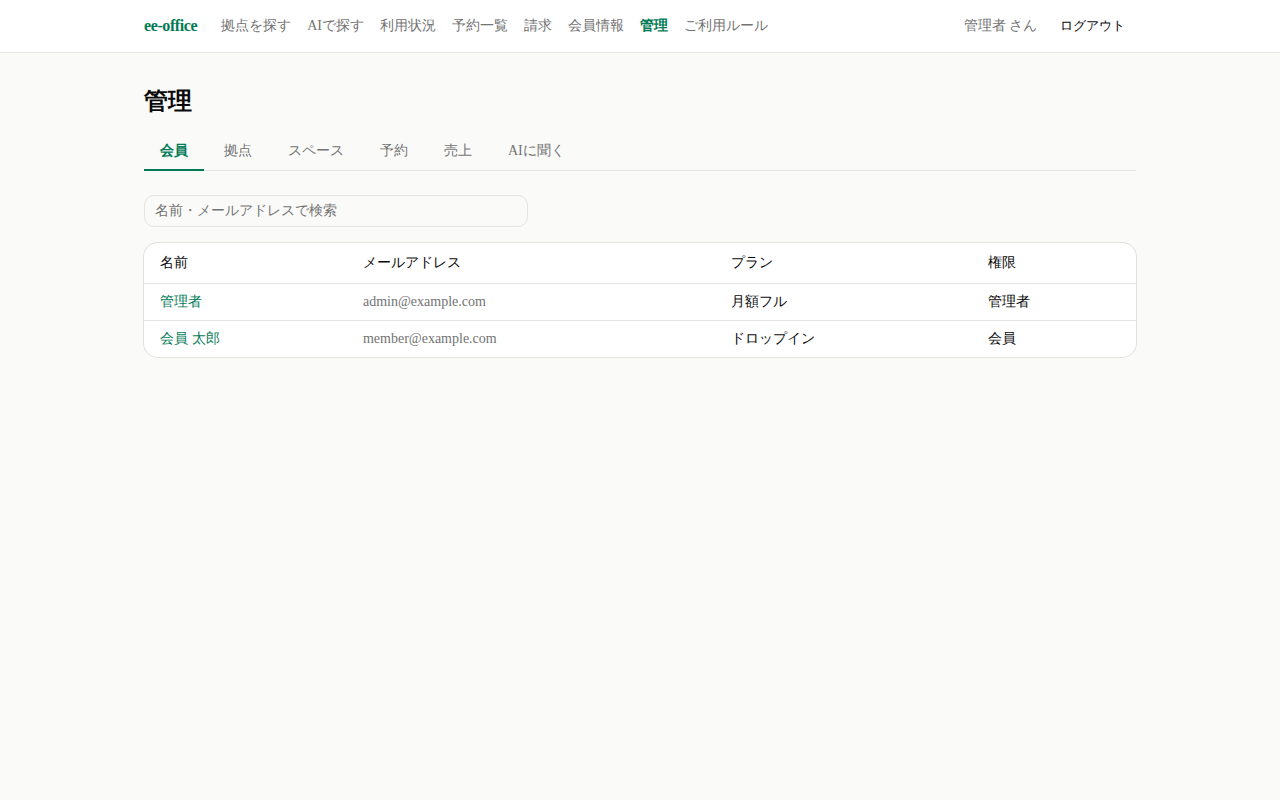 ee-office 拠点を探す AIで探す 利用状況 予約一覧 請求 会員情報 管理 ご利用ルール 管理者 さん ログアウト
管理
会員 拠点 スペース 予約 売上 AIに聞く
名前・メールアドレスで検索
名前 メールアドレス プラン 権限
管理者 admin@example.com 月額フル 管理者
会員 太郎 member@example.com ドロップイン 会員